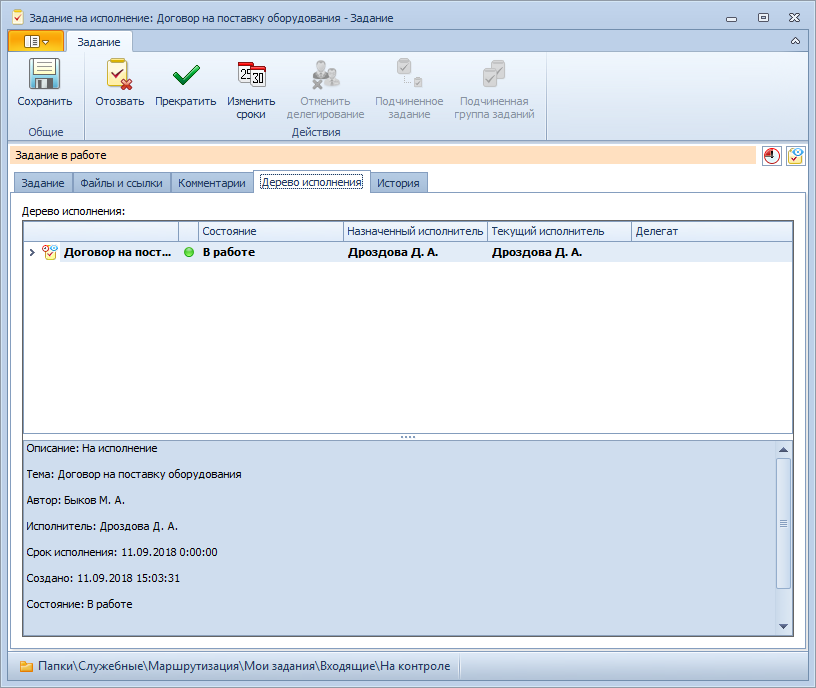 Задание на исполнение: Договор на поставку оборудования - Задание
Задание
Сохранить
Отозвать
Прекратить
Изменить
сроки
Отменить
делегирование
Подчиненное
задание
Подчиненная
группа заданий
Общие
Действия
Задание в работе
Задание
Файлы и ссылки
Комментарии
Дерево исполнения
История
Дерево исполнения:
Состояние
Назначенный исполнитель
Текущий исполнитель
Делегат
Договор на пост...
В работе
Дроздова Д. А.
Дроздова Д. А.
Описание: На исполнение
Тема: Договор на поставку оборудования
Автор: Быков М. А.
Исполнитель: Дроздова Д. А.
Срок исполнения: 11.09.2018 0:00:00
Создано: 11.09.2018 15:03:31
Состояние: В работе
Папки\Служебные\Маршрутизация\Мои задания\Входящие\На контроле